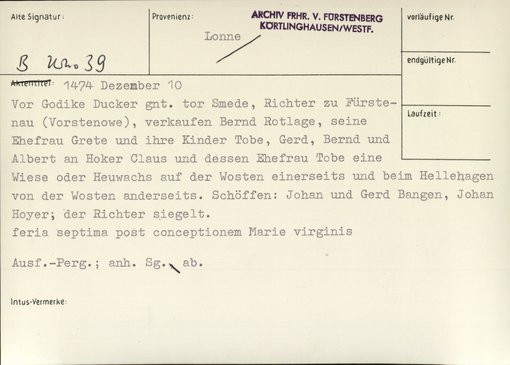 Alte Signatur:
Provenienz:
ARCHIV FRHR. V. FÜRSTENBERG
KÖRTLINGHAUSEN/WESTF.
vorläufige Nr.
Lonne
B Uk. 39
endgültige Nr.
Aktentitel: 1474 Dezember 10
Vor Godike Ducker gnt. tor Smede, Richter zu Fürste-
nau (Vorstenowe), verkaufen Bernd Rotlage, seine
Laufzeit:
Ehefrau Grete und ihre Kinder Tobe, Gerd, Bernd und
Albert an Hoker Claus und dessen Ehefrau Tobe eine
Wiese oder Heuwachs auf der Wosten einerseits und beim Hellehagen
von der Wosten anderseits. Schöffen: Johan und Gerd Bangen, Johan
Hoyer; der Richter siegelt.
feria septima post conceptionem Marie virginis
Ausf.-Perg.; anh. Sg. ab.
Intus-Vermerke: